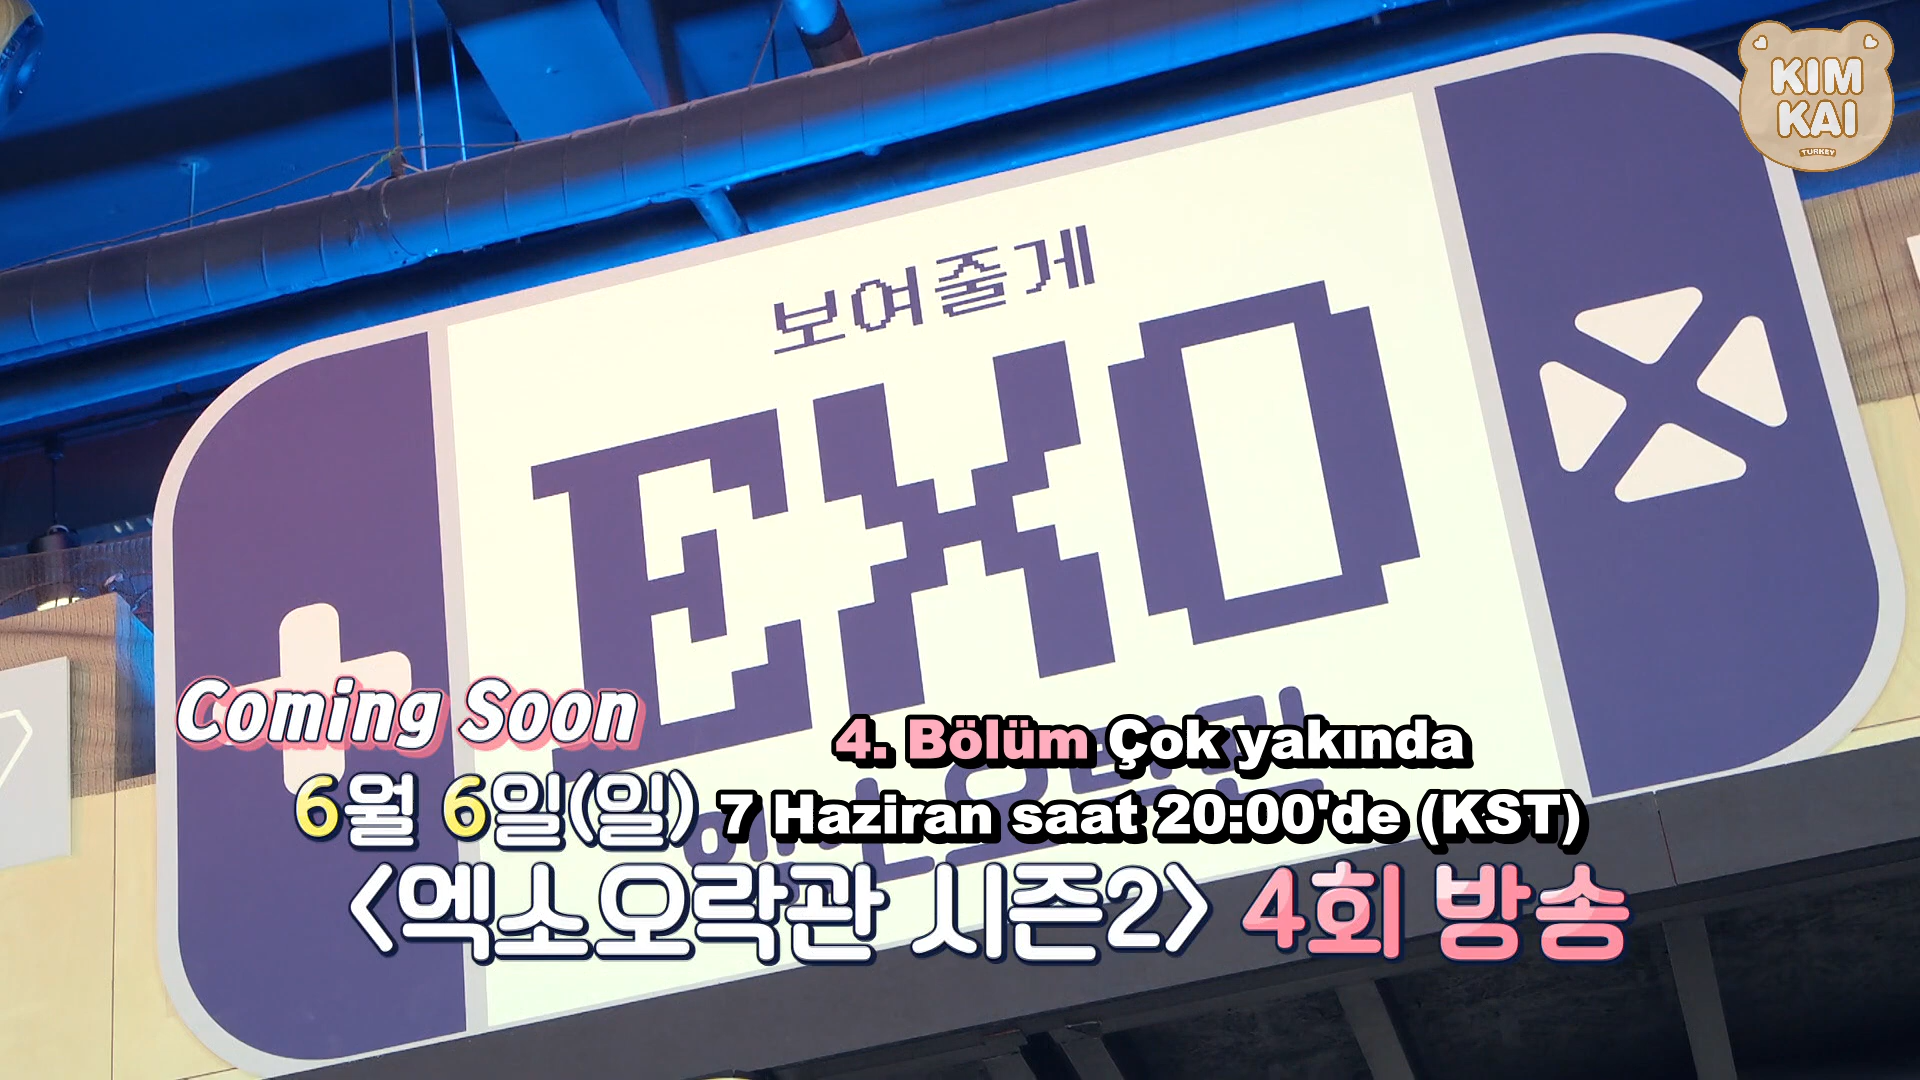 KIM
KAI
TURKEY
보여줄게
EXO
Coming Soon
4. Bölüm Çok yakında
6월 6일(일)
7 Haziran saat 20:00'de (KST)
<엑소오락관 시즌2> 4회 방송